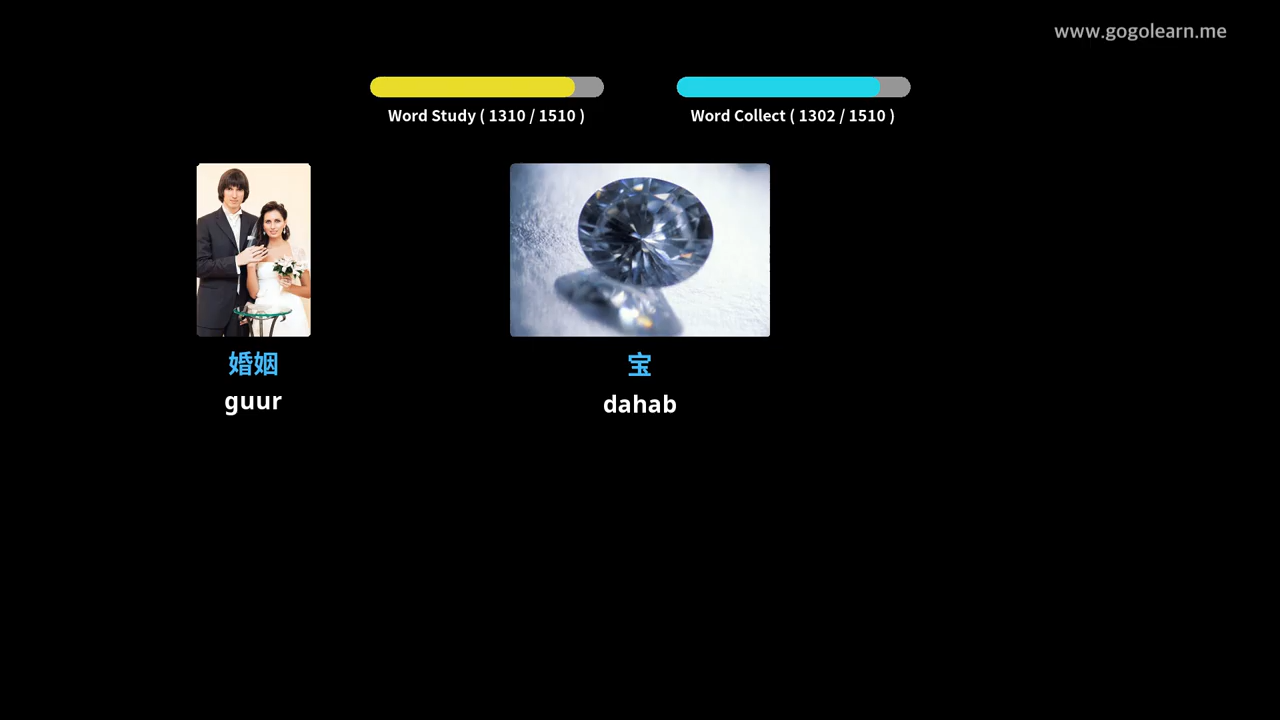 www.gogolearn.me
Word Study ( 1310 / 1510 )
Word Collect ( 1302 / 1510 )
婚姻
guur
宝
dahab